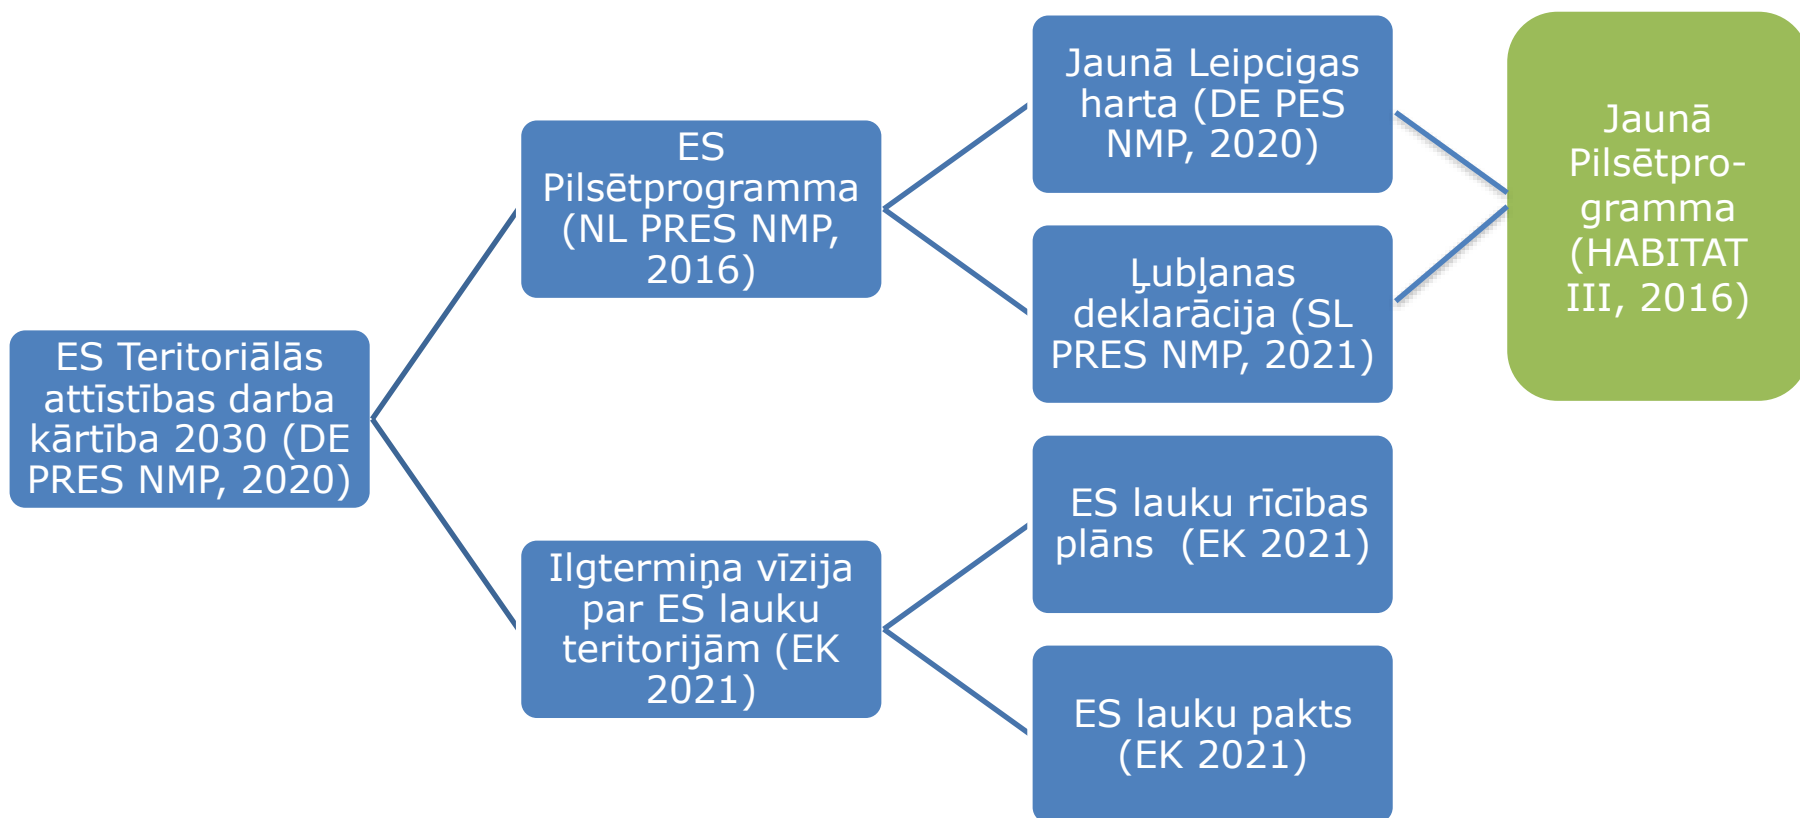 ES Teritoriālās
attīstības darba
kārtība 2030 (DE
PRES NMP, 2020)
ES
Pilsētprogramma
(NL PRES NMP,
2016)
Ilgtermiņa vīzija
par ES lauku
teritorijām (EK
2021)
Jaunā Leipcigas
harta (DE PES
NMP, 2020)
Ļubļanas
deklarācija (SL
PRES NMP, 2021)
ES lauku rīcības
plāns (EK 2021)
ES lauku pakts
(EK 2021)
Jaunā
Pilsētpro-
gramma
(HABITAT
III, 2016)